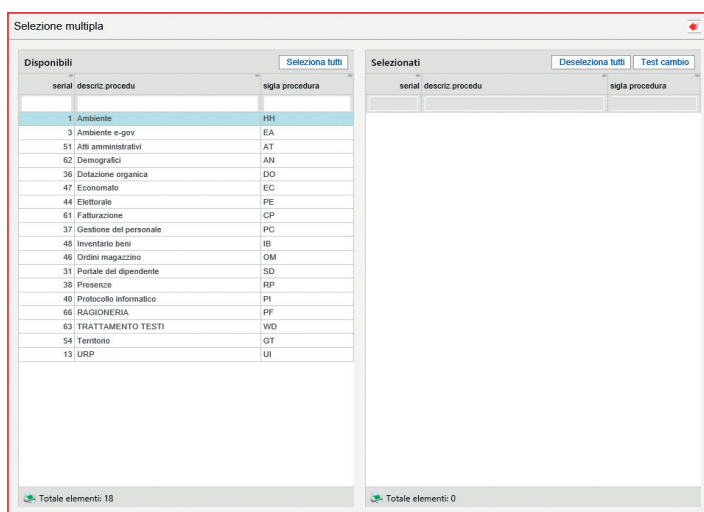 Selezione multipla
Disponibili Seleziona tutti
serial descriz.procedu sigla procedura
1 Ambiente HH
3 Ambiente e-gov EA
51 Atti amministrativi AT
62 Demografici AN
36 Dotazione organica DO
47 Economato EC
44 Elettorale PE
61 Fatturazione CP
37 Gestione del personale PC
48 Inventario beni IB
46 Ordini magazzino OM
31 Portale del dipendente SD
38 Presenze RP
40 Protocollo informatico PI
66 RAGIONERIA PF
63 TRATTAMENTO TESTI WD
54 Territorio GT
13 URP UI
Totale elementi: 18
Selezionati Deseleziona tutti Test cambio
serial descriz.procedu sigla procedura
Totale elementi: 0